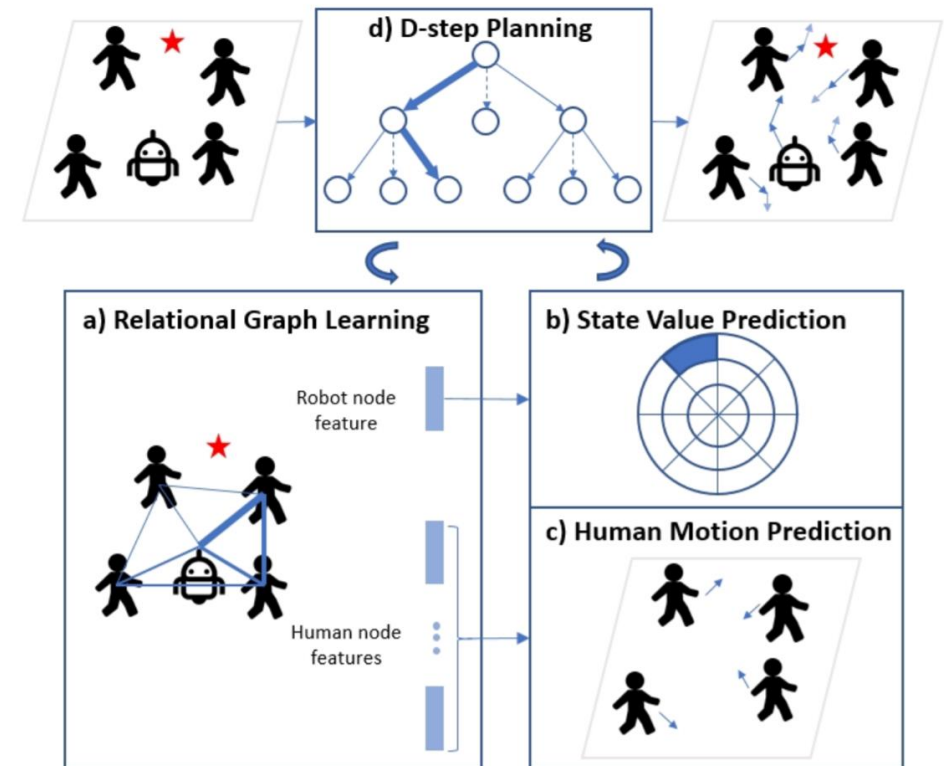 d) D-step Planning
a) Relational Graph Learning
Robot node
feature
Human node
features
b) State Value Prediction
c) Human Motion Prediction